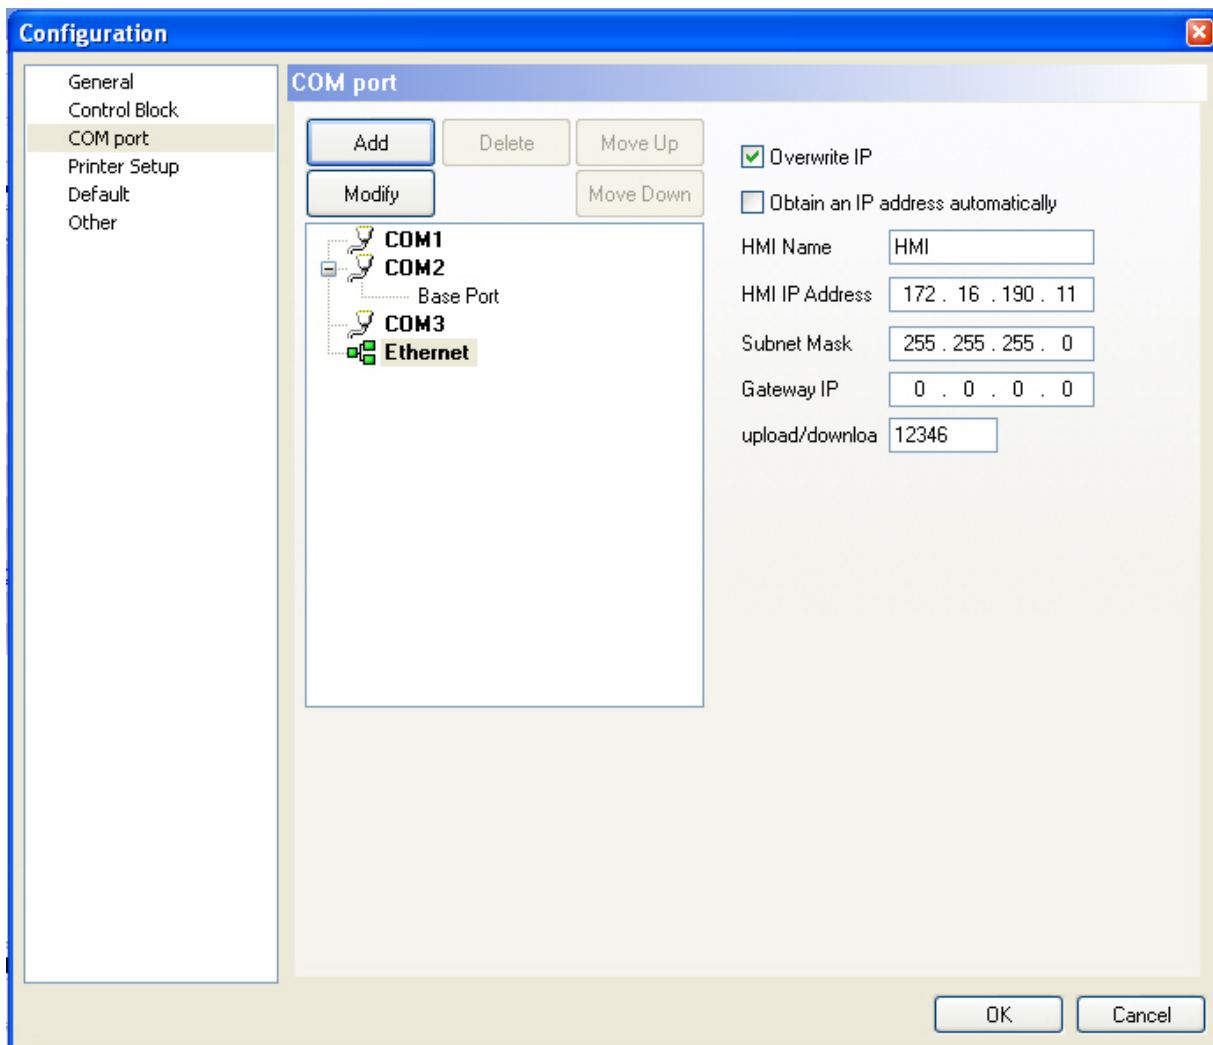 Configuration
General
Control Block
COM port
Printer Setup
Default
Other
COM port
Add
Delete
Move Up
Modify
Move Down
COM1
COM2
Base Port
COM3
Ethernet
Overwrite IP
Obtain an IP address automatically
HMI Name HMI
HMI IP Address 172 . 16 . 190 . 11
Subnet Mask 255 . 255 . 255 . 0
Gateway IP 0 . 0 . 0 . 0
upload/downloa 12346
OK
Cancel